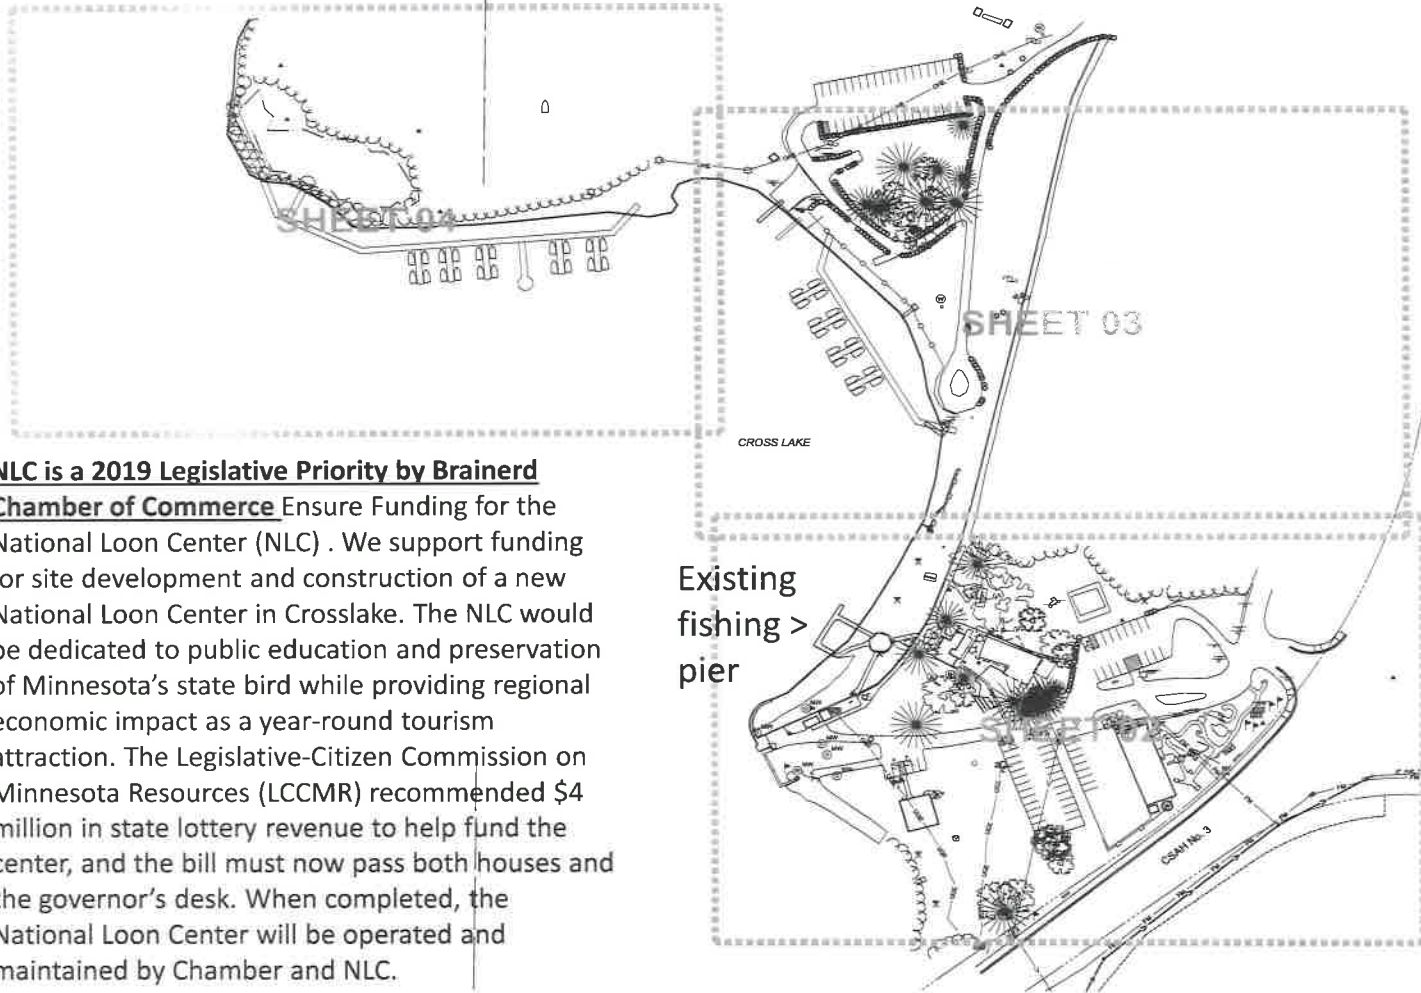 SHEET 04
SHEET 03
CROSS LAKE
NLC is a 2019 Legislative Priority by Brainerd
Chamber of Commerce Ensure Funding for the
National Loon Center (NLC) . We support funding
for site development and construction of a new
National Loon Center in Crosslake. The NLC would
be dedicated to public education and preservation
of Minnesota's state bird while providing regional
economic impact as a year-round tourism
attraction. The Legislative-Citizen Commission on
Minnesota Resources (LCCMR) recommended $4
million in state lottery revenue to help fund the
center, and the bill must now pass both houses and
the governor's desk. When completed, the
National Loon Center will be operated and
maintained by Chamber and NLC.
Existing
fishing >
pier
SHEET 02
CSAH No. 3